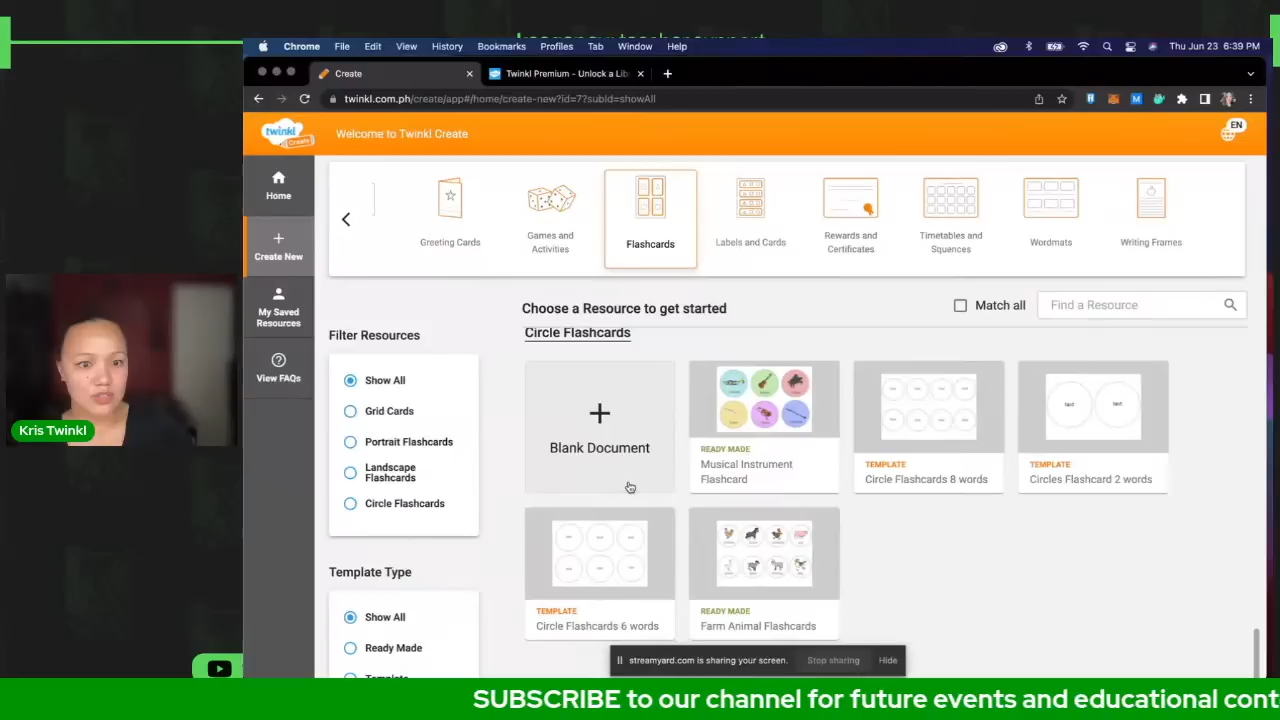 Chrome File Edit View History Bookmarks Profiles Tab Window Help Thu Jun 23 6:39 PM
Create
Twinkl Premium - Unlock a Lib
twinkl.com.ph/create/app#/home/create-new?id=7?subId=showAll
twinkl
Create
Welcome to Twinkl Create
EN
Home
Create New
My Saved
Resources
View FAQs
Greeting Cards
Games and
Activities
Flashcards
Labels and Cards
Rewards and
Certificates
Timetables and
Squences
Wordmats
Writing Frames
Choose a Resource to get started
Match all
Find a Resource
Filter Resources
Show All
Grid Cards
Portrait Flashcards
Landscape
Flashcards
Circle Flashcards
Template Type
Show All
Ready Made
Circle Flashcards
Blank Document
READY MADE
Musical Instrument
Flashcard
TEMPLATE
Circle Flashcards 8 words
text text
TEMPLATE
Circles Flashcard 2 words
TEMPLATE
Circle Flashcards 6 words
READY MADE
Farm Animal Flashcards
streamyard.com is sharing your screen. Stop sharing Hide
Kris Twinkl
SUBSCRIBE to our channel for future events and educational cont